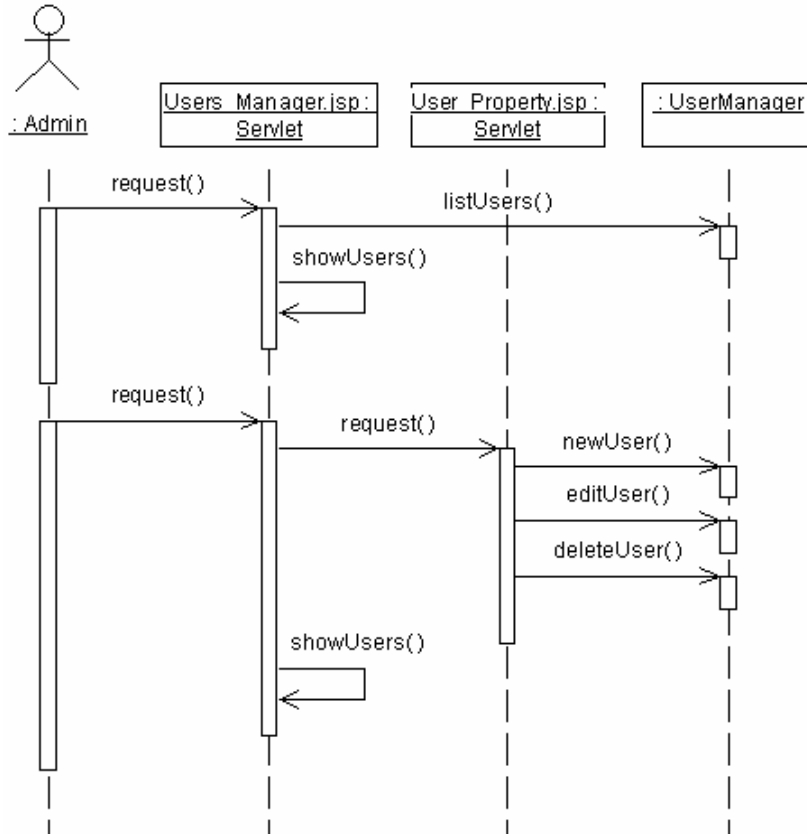 : Admin
Users_Manager.jsp :
Servlet
User_Property.jsp :
Servlet
: UserManager
request()
listUsers()
showUsers()
request()
request()
newUser()
editUser()
deleteUser()
showUsers()